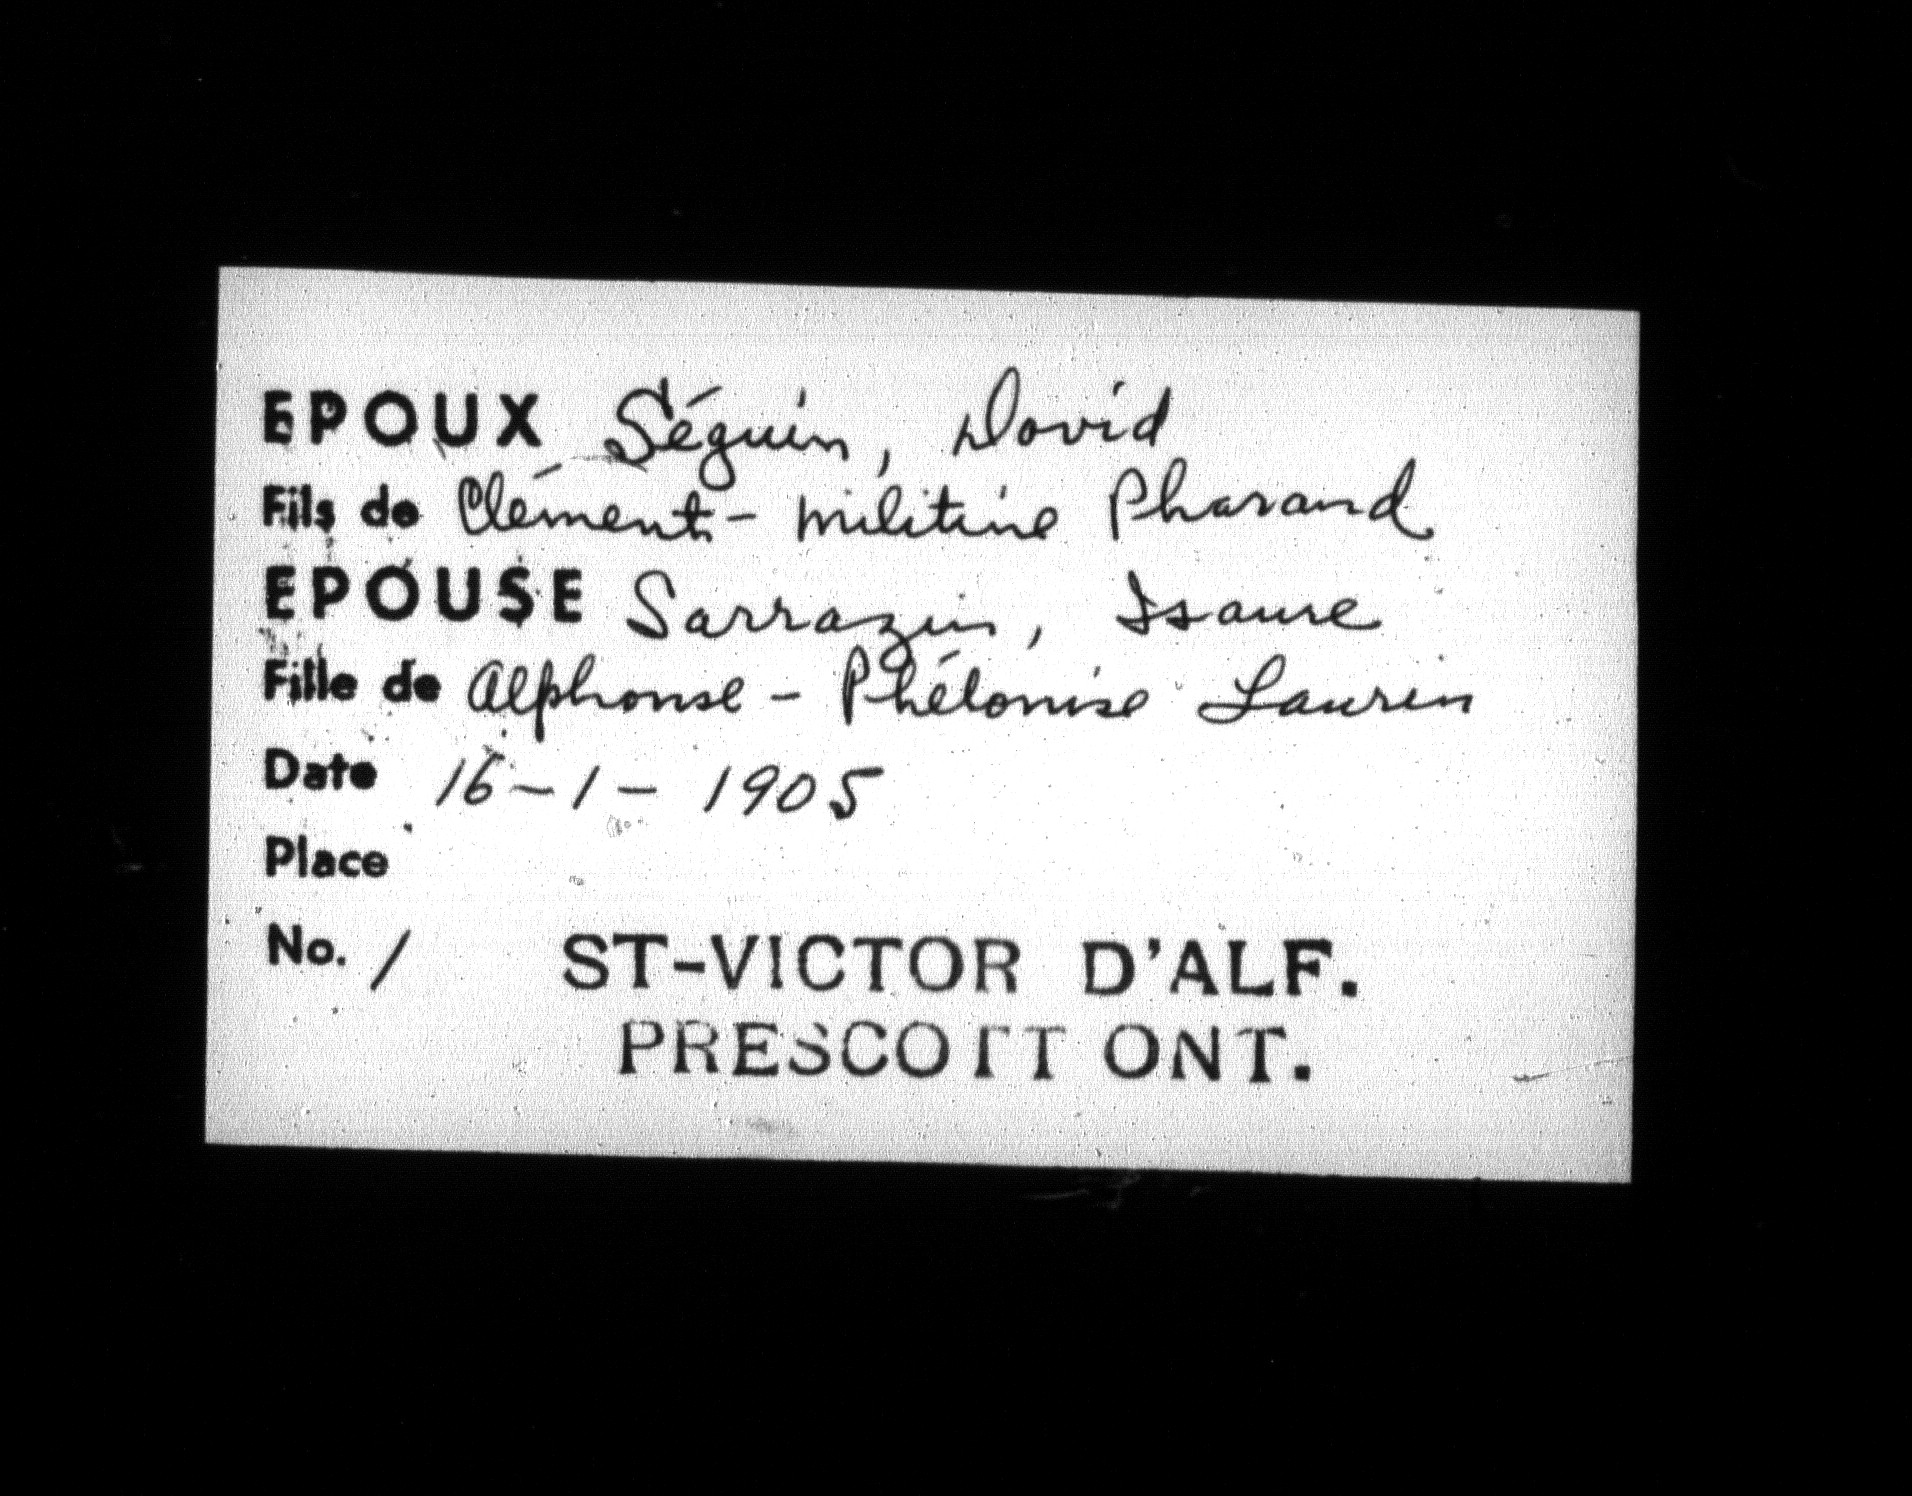 EPOUX Séguin, David
Fils de Clément - Militine Pharand
EPOUSE Sarrazin, Isaure
Fille de Alphonse - Phélonise Laurin
Date 16-1-1905
Place
No. 1 ST-VICTOR D'ALF.
PRESCOTT ONT.